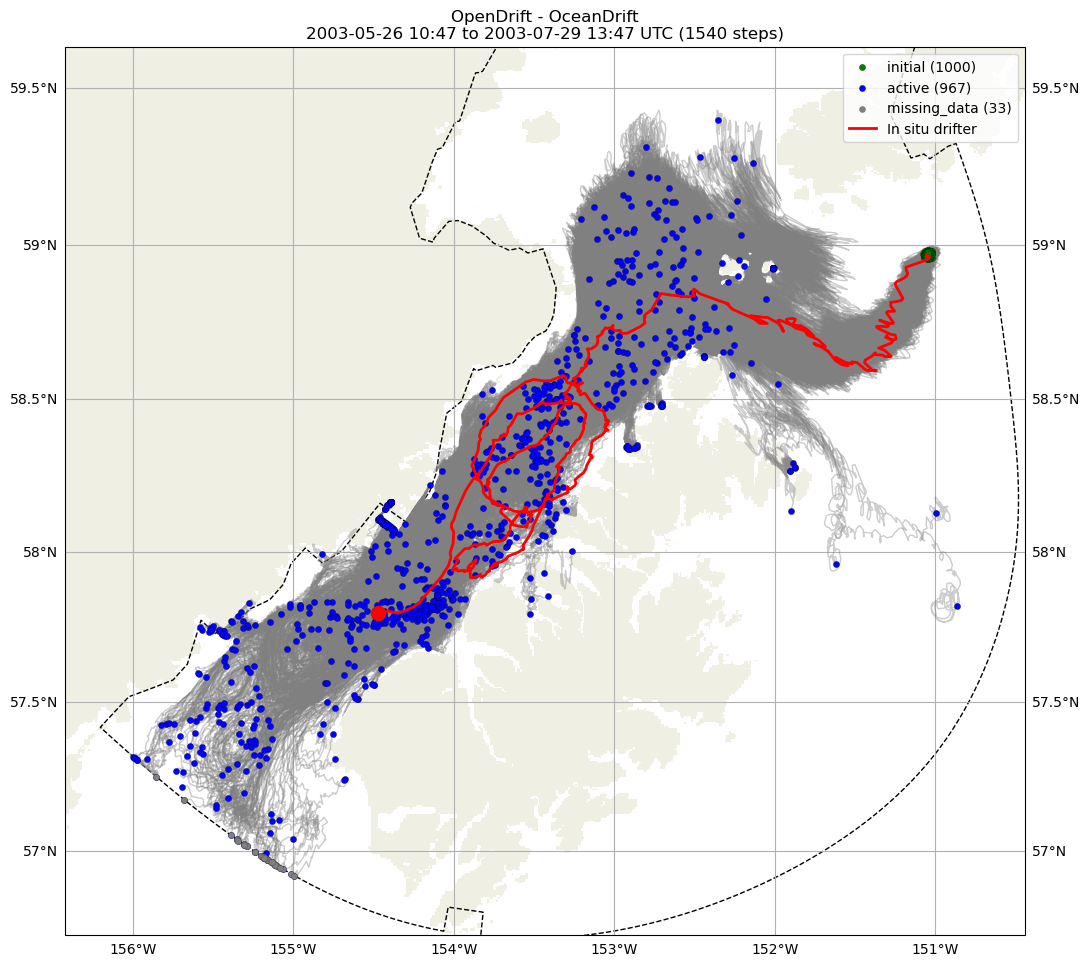 OpenDrift - OceanDrift
2003-05-26 10:47 to 2003-07-29 13:47 UTC (1540 steps)
initial (1000)
active (967)
missing_data (33)
In situ drifter
59.5°N
59.5°N
59°N
59°N
58.5°N
58.5°N
58°N
58°N
57.5°N
57.5°N
57°N
57°N
156°W
155°W
154°W
153°W
152°W
151°W